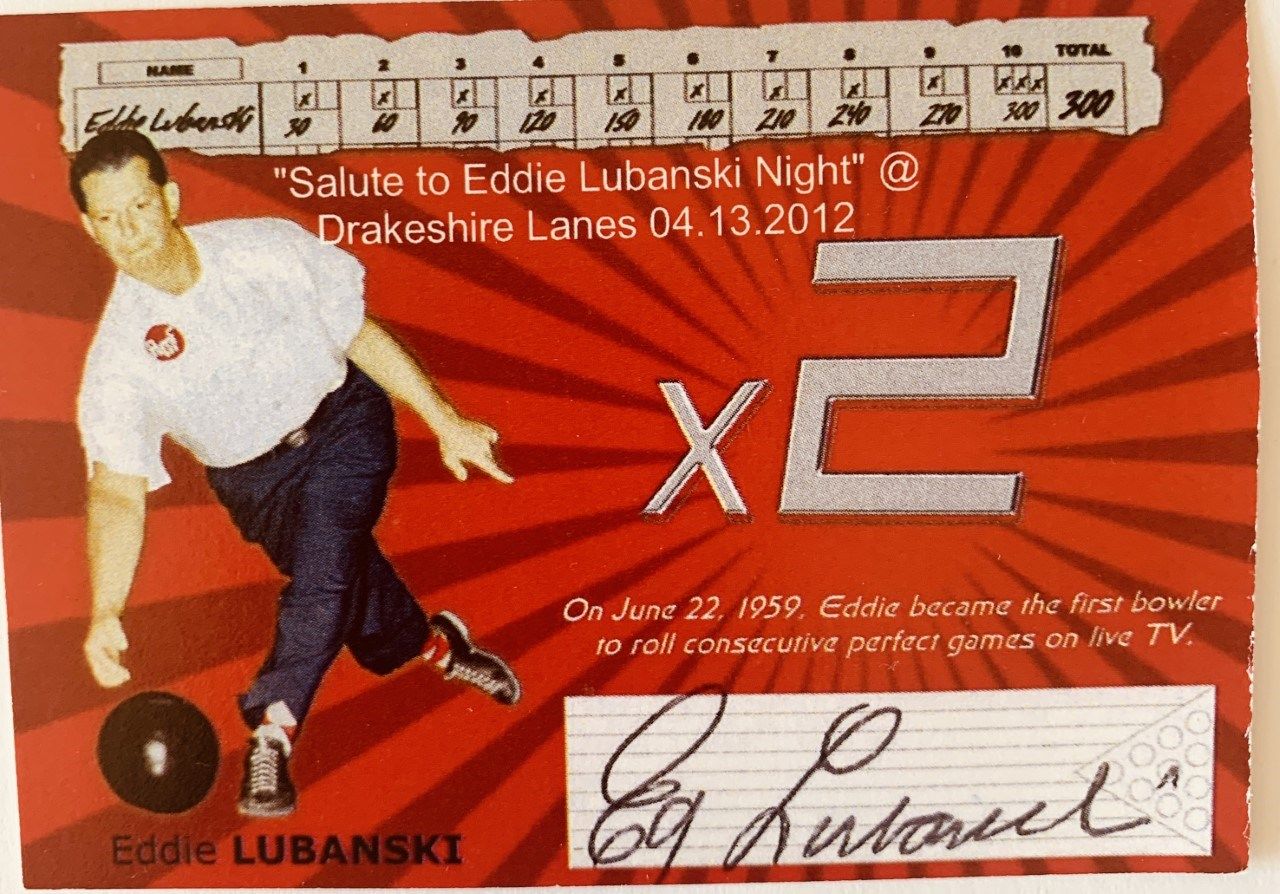 NAME 1 2 3 4 5 6 7 8 9 10 TOTAL
X X X X X X X X X X X X
Eddie Lubanski 30 60 90 120 150 180 210 240 270 300 300
"Salute to Eddie Lubanski Night" @
Drakeshire Lanes 04.13.2012
x2
On June 22, 1959, Eddie became the first bowler
to roll consecutive perfect games on live TV.
Ed Lubanski
Eddie LUBANSKI